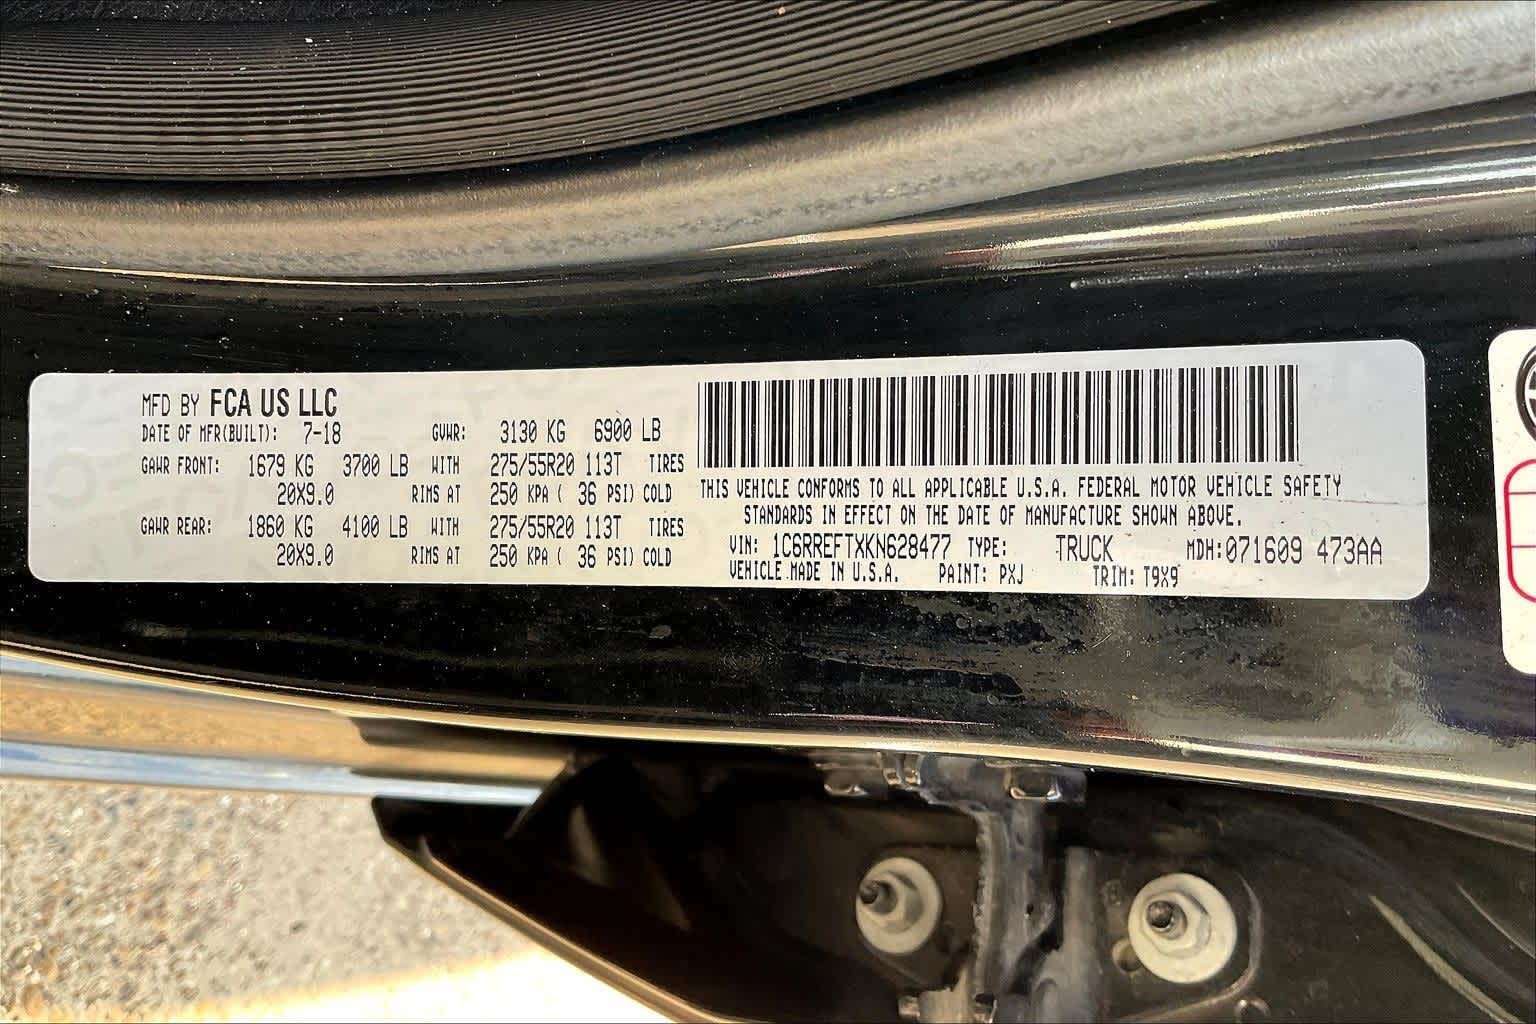 MFD BY FCA US LLC
DATE OF MFR(BUILT): 7-18 GVWR: 3130 KG 6900 LB
GAWR FRONT: 1679 KG 3700 LB WITH 275/55R20 113T TIRES
20X9.0 RIMS AT 250 KPA ( 36 PSI) COLD
GAWR REAR: 1860 KG 4100 LB WITH 275/55R20 113T TIRES
20X9.0 RIMS AT 250 KPA ( 36 PSI) COLD
THIS VEHICLE CONFORMS TO ALL APPLICABLE U.S.A. FEDERAL MOTOR VEHICLE SAFETY
STANDARDS IN EFFECT ON THE DATE OF MANUFACTURE SHOWN ABOVE.
VIN: 1C6RREFTXKN628477 TYPE: TRUCK MDH:071609 473AA
VEHICLE MADE IN U.S.A. PAINT: PXJ TRIM: T9X9